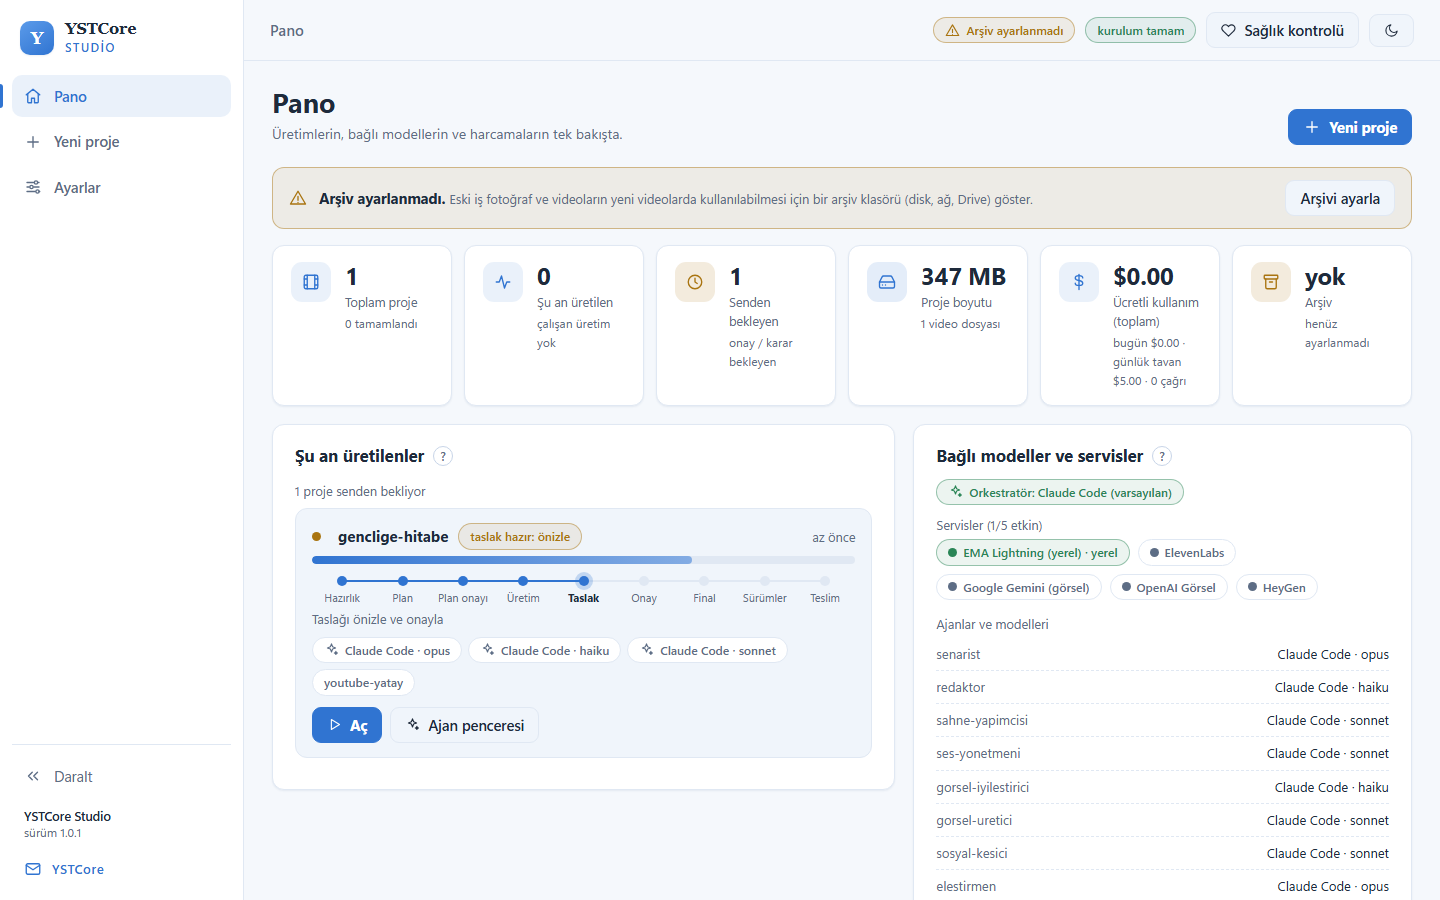 Y
YSTCore
STUDİO
Pano
Yeni proje
Ayarlar
Daralt
YSTCore Studio
sürüm 1.0.1
YSTCore
Pano
Arşiv ayarlanmadı
kurulum tamam
Sağlık kontrolü
Pano
Üretimlerin, bağlı modellerin ve harcamaların tek bakışta.
Yeni proje
Arşiv ayarlanmadı. Eski iş fotoğraf ve videoların yeni videolarda kullanılabilmesi için bir arşiv klasörü (disk, ağ, Drive) göster.
Arşivi ayarla
1
Toplam proje
0 tamamlandı
0
Şu an üretilen
çalışan üretim
yok
1
Senden
bekleyen
onay / karar
bekleyen
347 MB
Proje boyutu
1 video dosyası
$
$0.00
Ücretli kullanım
(toplam)
bugün $0.00 ·
günlük tavan
$5.00 · 0 çağrı
yok
Arşiv
henüz
ayarlanmadı
Şu an üretilenler ?
1 proje senden bekliyor
genclige-hitabe
taslak hazır: önizle
az önce
Hazırlık
Plan
Plan onayı
Üretim
Taslak
Onay
Final
Sürümler
Teslim
Taslağı önizle ve onayla
Claude Code · opus
Claude Code · haiku
Claude Code · sonnet
youtube-yatay
Aç
Ajan penceresi
Bağlı modeller ve servisler ?
Orkestratör: Claude Code (varsayılan)
Servisler (1/5 etkin)
EMA Lightning (yerel) · yerel
ElevenLabs
Google Gemini (görsel)
OpenAI Görsel
HeyGen
Ajanlar ve modelleri
senarist Claude Code · opus
redaktor Claude Code · haiku
sahne-yapimcisi Claude Code · sonnet
ses-yonetmeni Claude Code · sonnet
gorsel-iyilestirici Claude Code · haiku
gorsel-uretici Claude Code · sonnet
sosyal-kesici Claude Code · sonnet
elestirmen Claude Code · opus